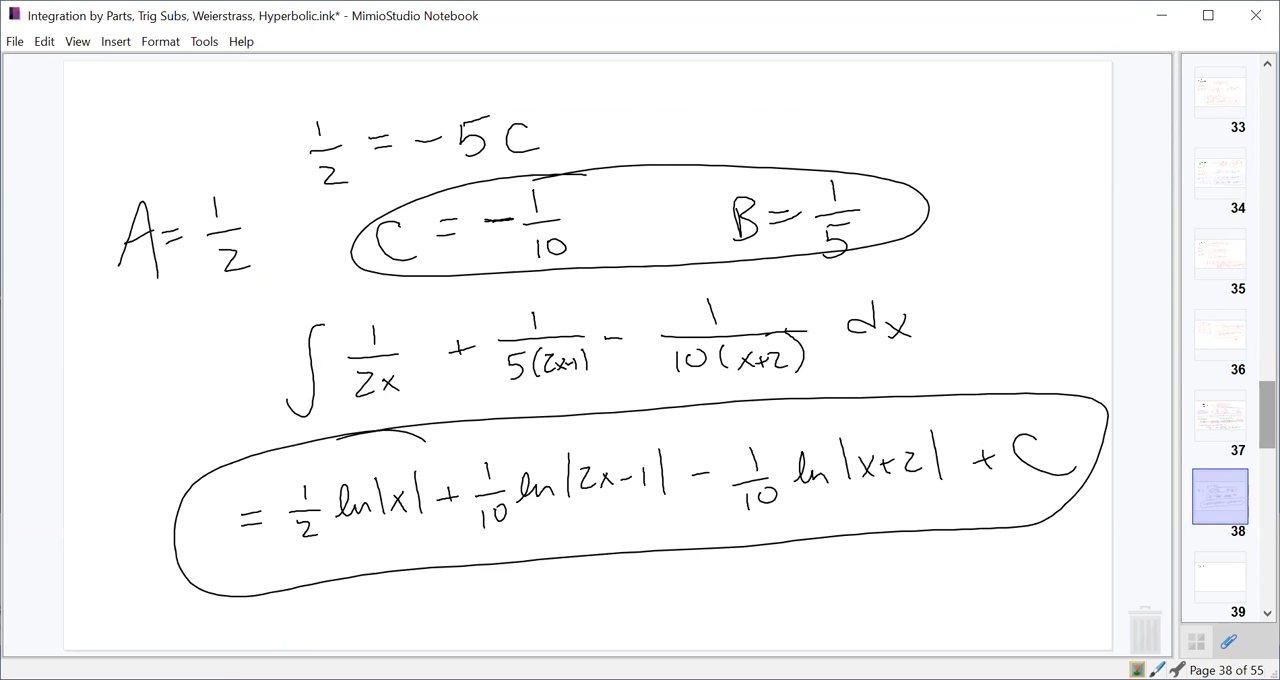 Integration by Parts, Trig Subs, Weierstrass, Hyperbolic.ink* - MimioStudio Notebook
File Edit View Insert Format Tools Help
1/2 = -5C
A = 1/2 C = -1/10 B = 1/5
∫ 1/(2x) + 1/(5(2x-1)) - 1/(10(x+2)) dx
= 1/2 ln|x| + 1/10 ln|2x-1| - 1/10 ln|x+2| + C
33
34
35
36
37
38
39
Page 38 of 55